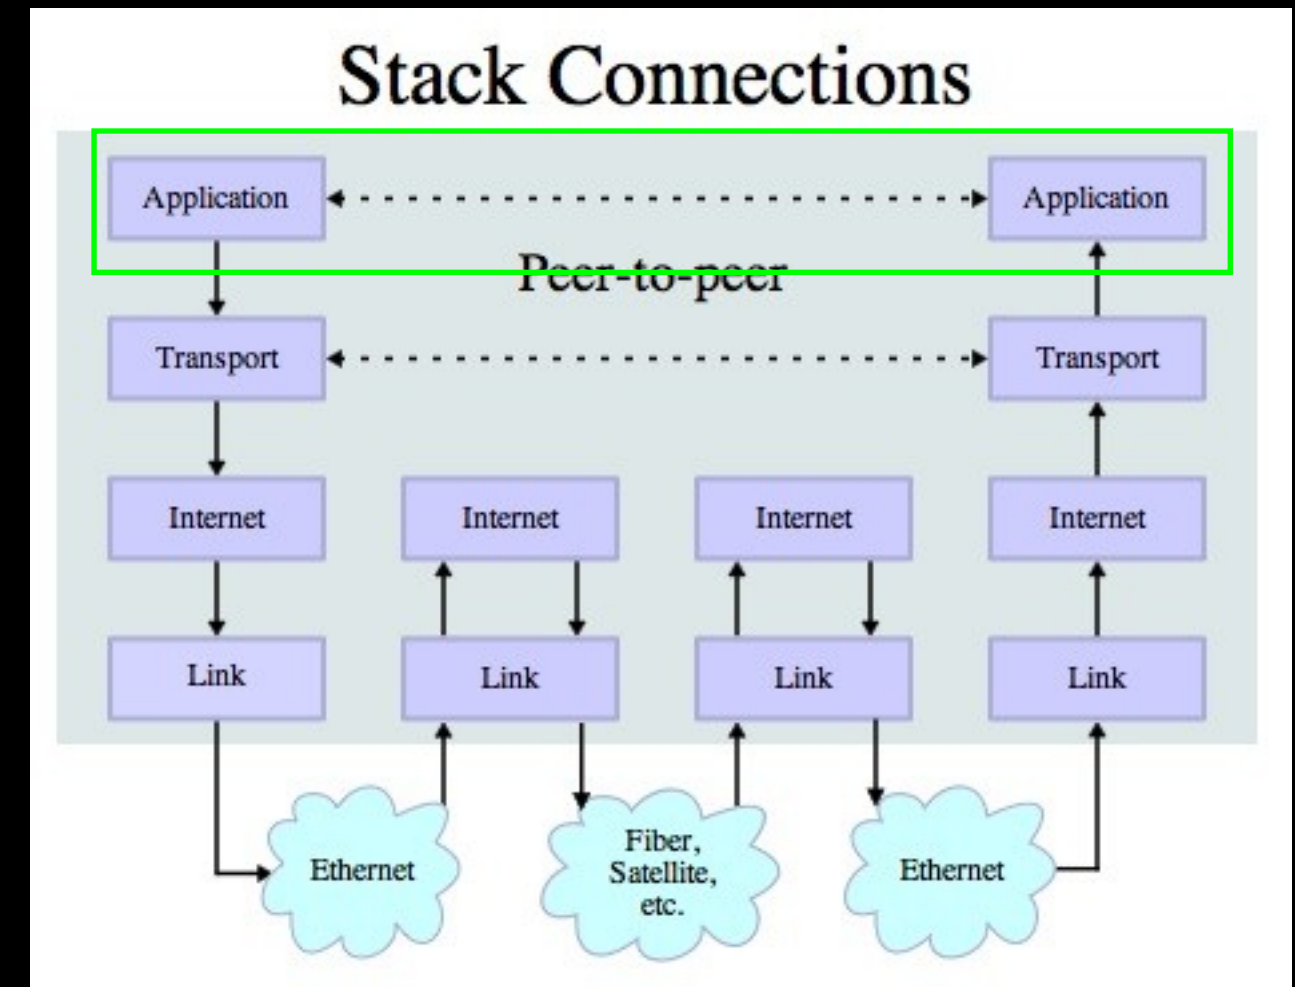 Stack Connections
Application
Application
Peer-to-peer
Transport
Transport
Internet
Internet
Internet
Internet
Link
Link
Link
Link
Ethernet
Fiber,
Satellite,
etc.
Ethernet